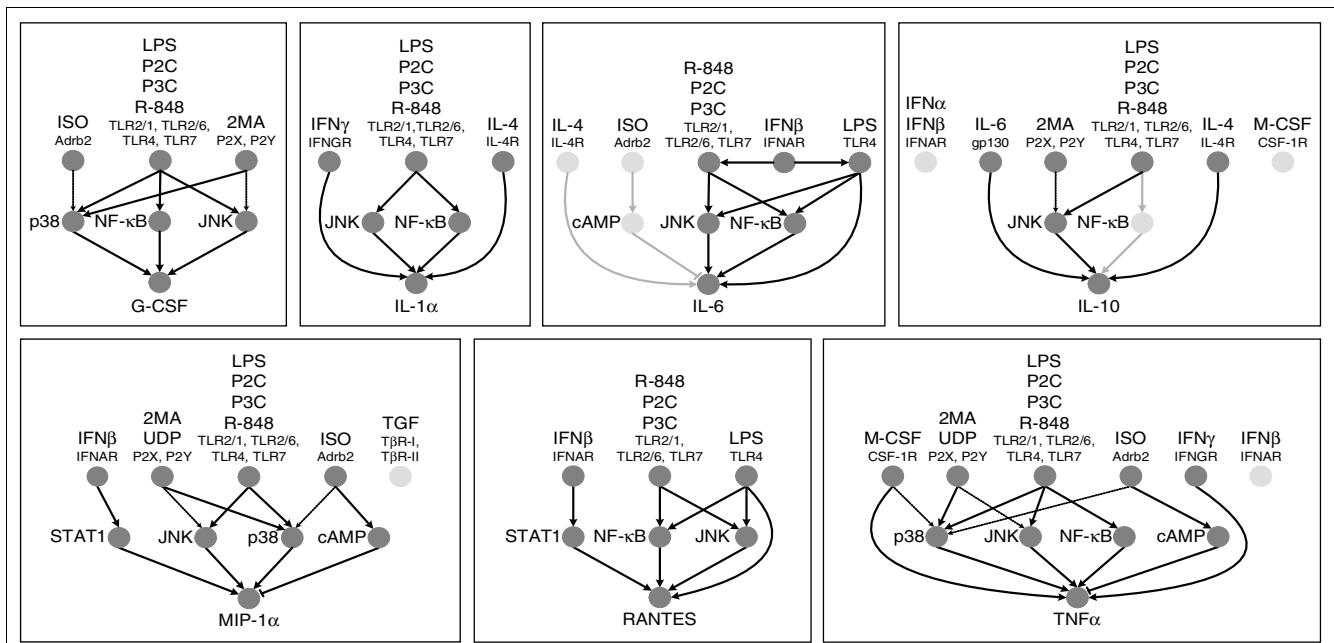 LPS
P2C
P3C
R-848
ISO
Adrb2
TLR2/1, TLR2/6,
TLR4, TLR7
2MA
P2X, P2Y
p38
NF-κB
JNK
G-CSF
LPS
P2C
P3C
R-848
IFNγ
IFNGR
TLR2/1,TLR2/6,
TLR4, TLR7
IL-4
IL-4R
JNK
NF-κB
IL-1α
R-848
P2C
P3C
IL-4
IL-4R
ISO
Adrb2
TLR2/1,
TLR2/6, TLR7
IFNβ
IFNAR
LPS
TLR4
cAMP
JNK
NF-κB
IL-6
LPS
P2C
P3C
R-848
IFNα
IFNβ
IFNAR
IL-6
gp130
2MA
P2X, P2Y
TLR2/1, TLR2/6,
TLR4, TLR7
IL-4
IL-4R
M-CSF
CSF-1R
JNK
NF-κB
IL-10
LPS
P2C
P3C
R-848
IFNβ
IFNAR
2MA
UDP
P2X, P2Y
TLR2/1, TLR2/6,
TLR4, TLR7
ISO
Adrb2
TGF
TβR-I,
TβR-II
STAT1
JNK
p38
cAMP
MIP-1α
R-848
P2C
P3C
IFNβ
IFNAR
TLR2/1,
TLR2/6, TLR7
LPS
TLR4
STAT1
NF-κB
JNK
RANTES
LPS
P2C
P3C
R-848
M-CSF
CSF-1R
2MA
UDP
P2X, P2Y
TLR2/1, TLR2/6,
TLR4, TLR7
ISO
Adrb2
IFNγ
IFNGR
IFNβ
IFNAR
p38
JNK
NF-κB
cAMP
TNFα